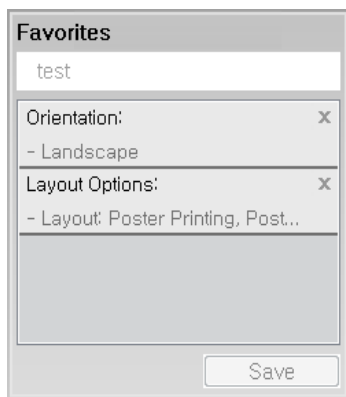 Favorites
test
Orientation: x
- Landscape
Layout Options: x
- Layout: Poster Printing, Post...
Save